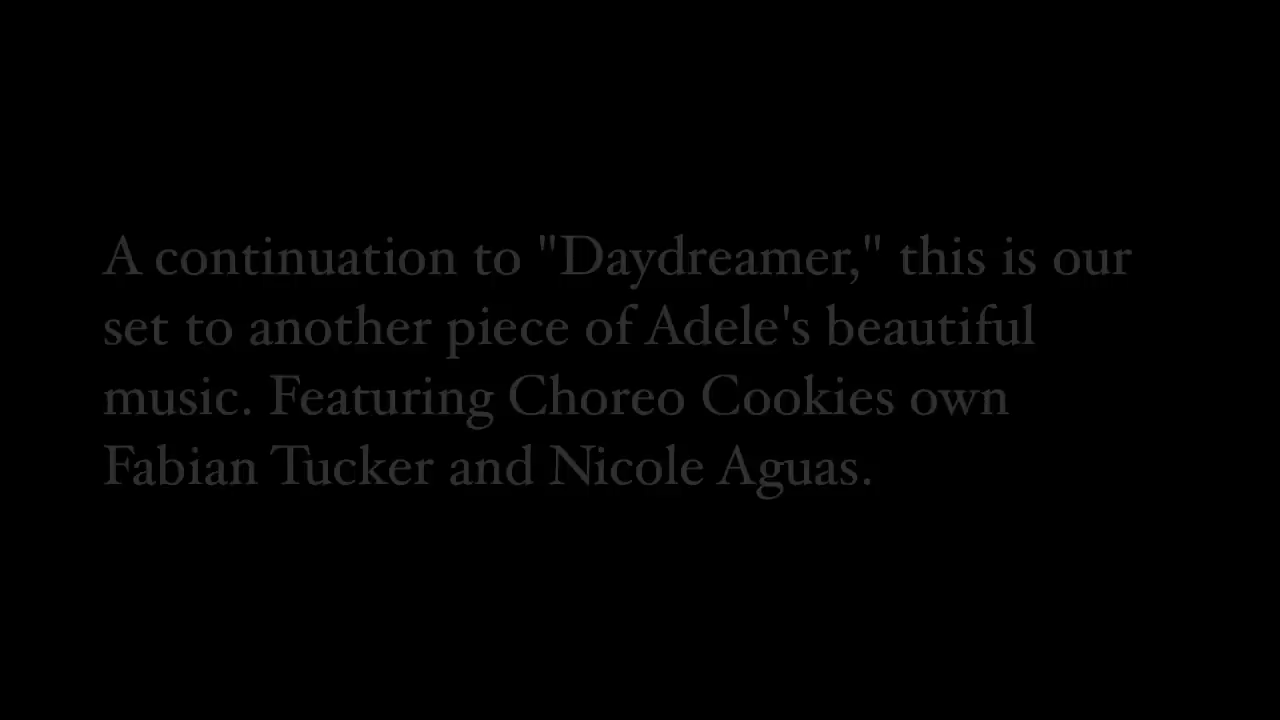 A continuation to "Daydreamer," this is our
set to another piece of Adele's beautiful
music. Featuring Choreo Cookies own
Fabian Tucker and Nicole Aguas.